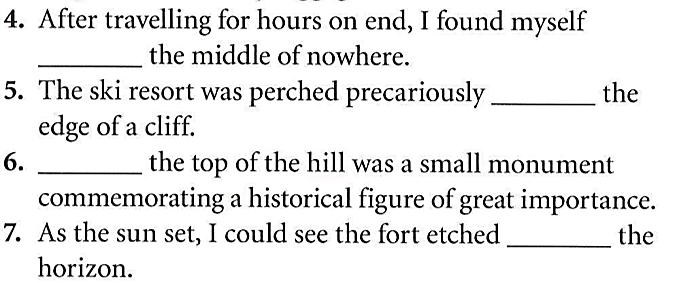 4. After travelling for hours on end, I found myself
________ the middle of nowhere.
5. The ski resort was perched precariously ________ the
edge of a cliff.
6. ________ the top of the hill was a small monument
commemorating a historical figure of great importance.
7. As the sun set, I could see the fort etched ________ the
horizon.